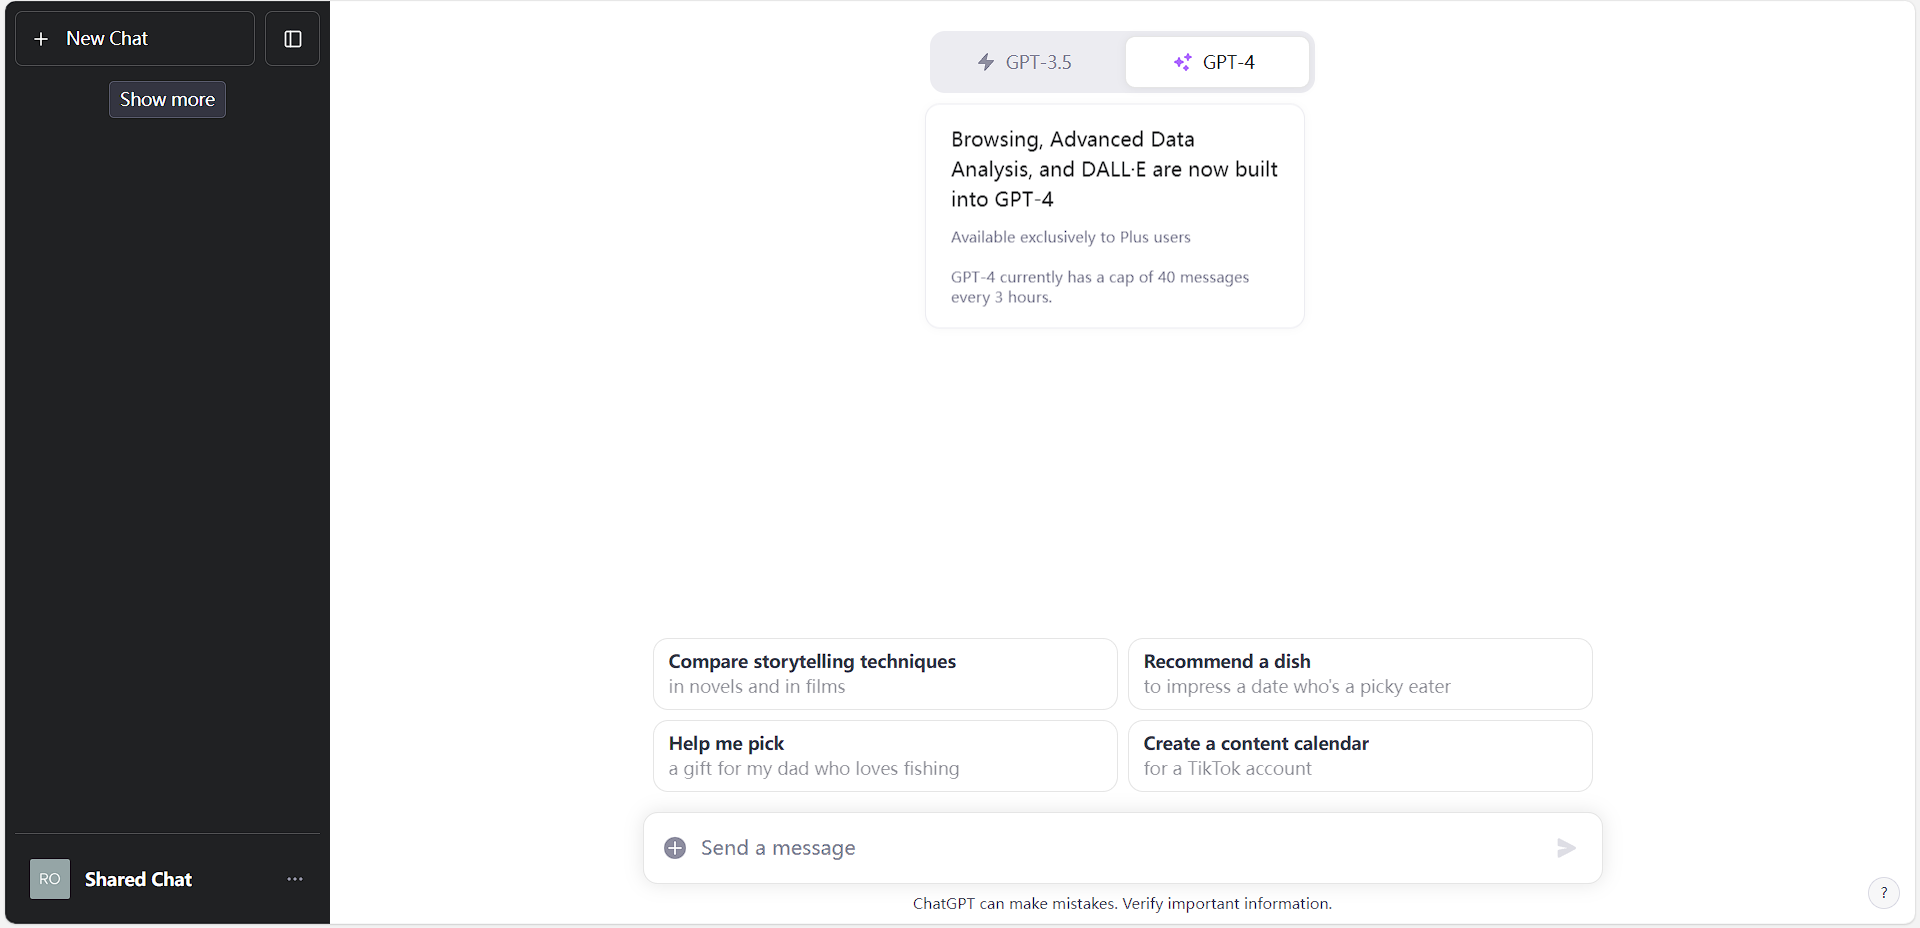 New Chat
Show more
GPT-3.5
GPT-4
Browsing, Advanced Data
Analysis, and DALL·E are now built
into GPT-4
Available exclusively to Plus users
GPT-4 currently has a cap of 40 messages
every 3 hours.
Compare storytelling techniques
in novels and in films
Recommend a dish
to impress a date who's a picky eater
Help me pick
a gift for my dad who loves fishing
Create a content calendar
for a TikTok account
Send a message
ChatGPT can make mistakes. Verify important information.
RO
Shared Chat
?